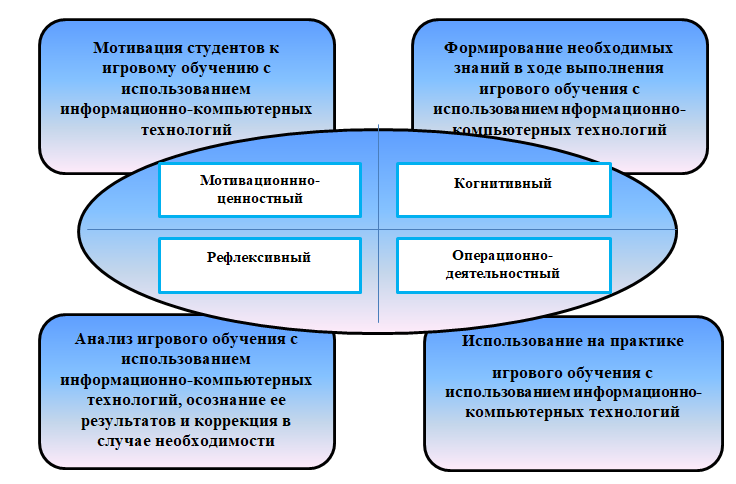 Мотивация студентов к
игровому обучению с
использованием
информационно-компьютерных
технологий
Формирование необходимых
знаний в ходе выполнения
игрового обучения с
использованием нформационно-
компьютерных технологий
Мотивационнно-
ценностный
Когнитивный
Рефлексивный
Операционно-
деятельностный
Анализ игрового обучения с
использованием
информационно-компьютерных
технологий, осознание ее
результатов и коррекция в
случае необходимости
Использование на практике
игрового обучения с
использованием информационно-
компьютерных технологий